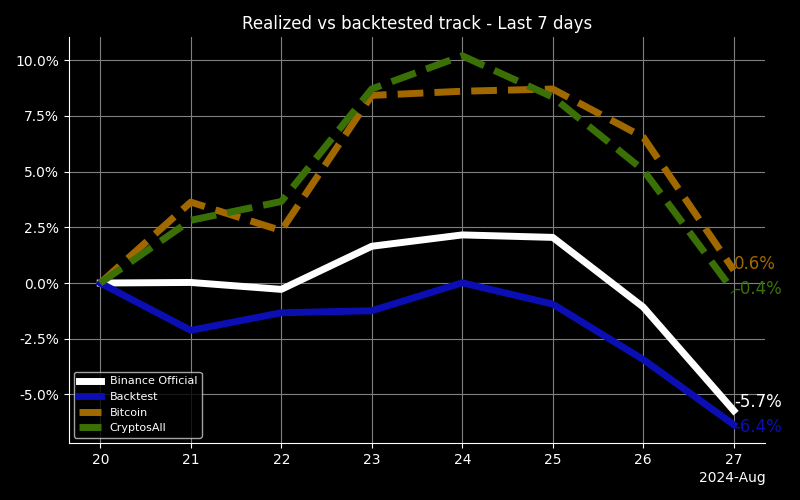 Realized vs backtested track - Last 7 days
10.0%
7.5%
5.0%
2.5%
0.0%
-2.5%
-5.0%
0.6%
-0.4%
-5.7%
-6.4%
Binance Official
Backtest
Bitcoin
CryptosAll
20 21 22 23 24 25 26 27
2024-Aug